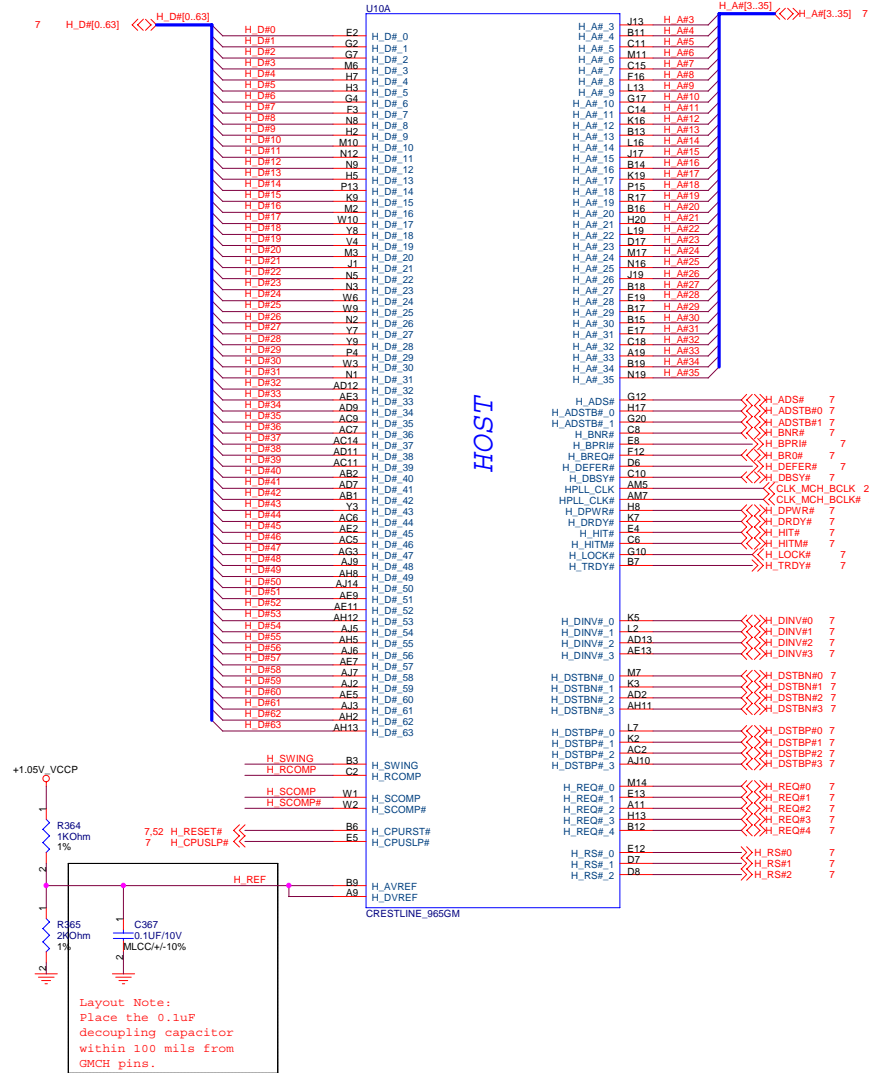 7 H_D#[0..63]
U10A
H_A#[3..35] 7
H_D#0 E2 H_D#_0
H_D#1 G2 H_D#_1
H_D#2 G7 H_D#_2
H_D#3 M6 H_D#_3
H_D#4 H7 H_D#_4
H_D#5 H3 H_D#_5
H_D#6 G4 H_D#_6
H_D#7 F3 H_D#_7
H_D#8 N8 H_D#_8
H_D#9 H2 H_D#_9
H_D#10 M10 H_D#_10
H_D#11 N12 H_D#_11
H_D#12 N9 H_D#_12
H_D#13 H5 H_D#_13
H_D#14 P13 H_D#_14
H_D#15 K9 H_D#_15
H_D#16 M2 H_D#_16
H_D#17 W10 H_D#_17
H_D#18 Y8 H_D#_18
H_D#19 V4 H_D#_19
H_D#20 M3 H_D#_20
H_D#21 J1 H_D#_21
H_D#22 N5 H_D#_22
H_D#23 N3 H_D#_23
H_D#24 W6 H_D#_24
H_D#25 W9 H_D#_25
H_D#26 N2 H_D#_26
H_D#27 Y7 H_D#_27
H_D#28 Y9 H_D#_28
H_D#29 P4 H_D#_29
H_D#30 W3 H_D#_30
H_D#31 N1 H_D#_31
H_D#32 AD12 H_D#_32
H_D#33 AE3 H_D#_33
H_D#34 AD9 H_D#_34
H_D#35 AC9 H_D#_35
H_D#36 AC7 H_D#_36
H_D#37 AC14 H_D#_37
H_D#38 AD11 H_D#_38
H_D#39 AC11 H_D#_39
H_D#40 AB2 H_D#_40
H_D#41 AD7 H_D#_41
H_D#42 AB1 H_D#_42
H_D#43 Y3 H_D#_43
H_D#44 AC6 H_D#_44
H_D#45 AE2 H_D#_45
H_D#46 AC5 H_D#_46
H_D#47 AG3 H_D#_47
H_D#48 AJ9 H_D#_48
H_D#49 AH8 H_D#_49
H_D#50 AJ14 H_D#_50
H_D#51 AE9 H_D#_51
H_D#52 AE11 H_D#_52
H_D#53 AH12 H_D#_53
H_D#54 AJ5 H_D#_54
H_D#55 AH5 H_D#_55
H_D#56 AJ6 H_D#_56
H_D#57 AE7 H_D#_57
H_D#58 AJ7 H_D#_58
H_D#59 AJ2 H_D#_59
H_D#60 AE5 H_D#_60
H_D#61 AJ3 H_D#_61
H_D#62 AH2 H_D#_62
H_D#63 AH13 H_D#_63
H_SWING B3 H_SWING
H_RCOMP C2 H_RCOMP
H_SCOMP W1 H_SCOMP
H_SCOMP# W2 H_SCOMP#
7,52 H_RESET# B6 H_CPURST#
7 H_CPUSLP# E5 H_CPUSLP#
H_REF B9 H_AVREF
A9 H_DVREF
HOST
H_A#_3 J13 H_A#3
H_A#_4 B11 H_A#4
H_A#_5 C11 H_A#5
H_A#_6 M11 H_A#6
H_A#_7 C15 H_A#7
H_A#_8 F16 H_A#8
H_A#_9 L13 H_A#9
H_A#_10 G17 H_A#10
H_A#_11 C14 H_A#11
H_A#_12 K16 H_A#12
H_A#_13 B13 H_A#13
H_A#_14 L16 H_A#14
H_A#_15 J17 H_A#15
H_A#_16 B14 H_A#16
H_A#_17 K19 H_A#17
H_A#_18 P15 H_A#18
H_A#_19 R17 H_A#19
H_A#_20 B16 H_A#20
H_A#_21 H20 H_A#21
H_A#_22 L19 H_A#22
H_A#_23 D17 H_A#23
H_A#_24 M17 H_A#24
H_A#_25 N16 H_A#25
H_A#_26 J19 H_A#26
H_A#_27 B18 H_A#27
H_A#_28 E19 H_A#28
H_A#_29 B17 H_A#29
H_A#_30 B15 H_A#30
H_A#_31 E17 H_A#31
H_A#_32 C18 H_A#32
H_A#_33 A19 H_A#33
H_A#_34 B19 H_A#34
H_A#_35 N19 H_A#35
H_ADS# G12 H_ADS# 7
H_ADSTB#_0 H17 H_ADSTB#0 7
H_ADSTB#_1 G20 H_ADSTB#1 7
H_BNR# C8 H_BNR# 7
H_BPRI# E8 H_BPRI# 7
H_BREQ# F12 H_BR0# 7
H_DEFER# D6 H_DEFER# 7
H_DBSY# C10 H_DBSY# 7
HPLL_CLK AM5 CLK_MCH_BCLK 2
HPLL_CLK# AM7 CLK_MCH_BCLK#
H_DPWR# H8 H_DPWR# 7
H_DRDY# K7 H_DRDY# 7
H_HIT# E4 H_HIT# 7
H_HITM# C6 H_HITM# 7
H_LOCK# G10 H_LOCK# 7
H_TRDY# B7 H_TRDY# 7
H_DINV#_0 K5 H_DINV#0 7
H_DINV#_1 L2 H_DINV#1 7
H_DINV#_2 AD13 H_DINV#2 7
H_DINV#_3 AE13 H_DINV#3 7
H_DSTBN#_0 M7 H_DSTBN#0 7
H_DSTBN#_1 K3 H_DSTBN#1 7
H_DSTBN#_2 AD2 H_DSTBN#2 7
H_DSTBN#_3 AH11 H_DSTBN#3 7
H_DSTBP#_0 L7 H_DSTBP#0 7
H_DSTBP#_1 K2 H_DSTBP#1 7
H_DSTBP#_2 AC2 H_DSTBP#2 7
H_DSTBP#_3 AJ10 H_DSTBP#3 7
H_REQ#_0 M14 H_REQ#0 7
H_REQ#_1 E13 H_REQ#1 7
H_REQ#_2 A11 H_REQ#2 7
H_REQ#_3 H13 H_REQ#3 7
H_REQ#_4 B12 H_REQ#4 7
H_RS#_0 E12 H_RS#0 7
H_RS#_1 D7 H_RS#1 7
H_RS#_2 D8 H_RS#2 7
CRESTLINE_965GM
+1.05V_VCCP
1
R364
1KOhm
1%
2
1
R365
2KOhm
1%
2
1
C367
0.1UF/10V
MLCC/+/-10%
2
Layout Note:
Place the 0.1uF
decoupling capacitor
within 100 mils from
GMCH pins.